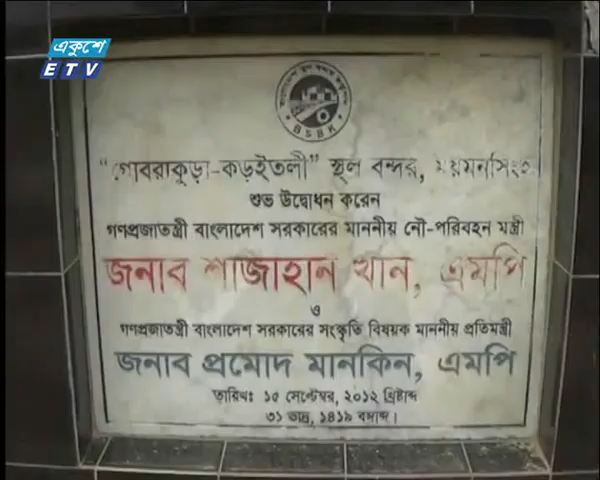 একুশে
ETV
BSBK
"গোবরাকুড়া-কড়ইতলী" স্থল বন্দর, ময়মনসিংহ
শুভ উদ্বোধন করেন
গণপ্রজাতন্ত্রী বাংলাদেশ সরকারের মাননীয় নৌ-পরিবহন মন্ত্রী
জনাব শাজাহান খান, এমপি
ও
গণপ্রজাতন্ত্রী বাংলাদেশ সরকারের সংস্কৃতি বিষয়ক মাননীয় প্রতিমন্ত্রী
জনাব প্রমোদ মানকিন, এমপি
তারিখঃ ১৫ সেপ্টেম্বর, ২০১২ খ্রিষ্টাব্দ
৩১ ভাদ্র, ১৪১৯ বঙ্গাব্দ।